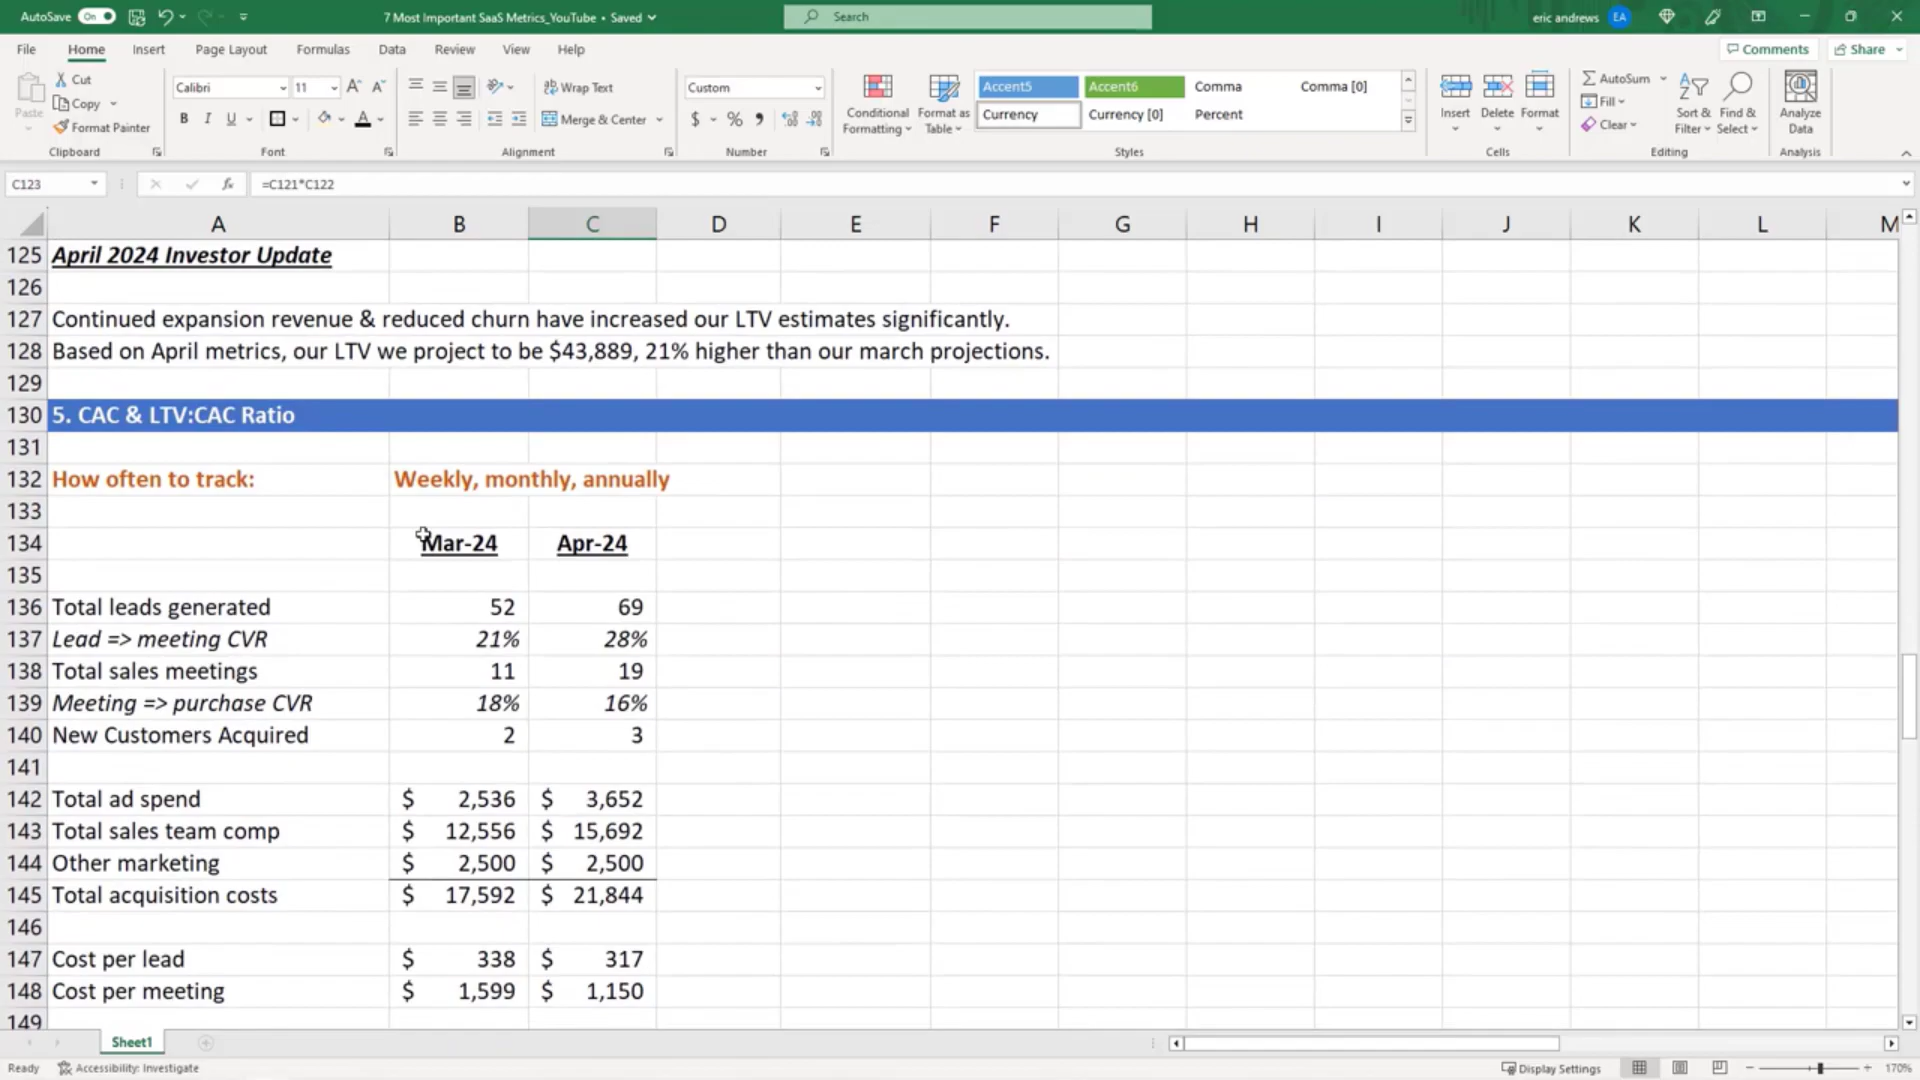 AutoSave On 7 Most Important SaaS Metrics_YouTube • Saved Search eric andrews EA
File Home Insert Page Layout Formulas Data Review View Help Comments Share
Paste Cut Copy Format Painter Clipboard
Calibri 11 B I U A Font
Wrap Text Merge & Center Alignment
Custom $ % Number
Conditional Formatting Format as Table
Accent5 Accent6 Comma Comma [0]
Currency Currency [0] Percent
Styles
Insert Delete Format Cells
AutoSum Fill Clear Sort & Filter Find & Select Editing
Analyze Data Analysis
C123 fx =C121*C122
A B C D E F G H I J K L M
125 April 2024 Investor Update
126
127 Continued expansion revenue & reduced churn have increased our LTV estimates significantly.
128 Based on April metrics, our LTV we project to be $43,889, 21% higher than our march projections.
129
130 5. CAC & LTV:CAC Ratio
131
132 How often to track: Weekly, monthly, annually
133
134 Mar-24 Apr-24
135
136 Total leads generated 52 69
137 Lead => meeting CVR 21% 28%
138 Total sales meetings 11 19
139 Meeting => purchase CVR 18% 16%
140 New Customers Acquired 2 3
141
142 Total ad spend $ 2,536 $ 3,652
143 Total sales team comp $ 12,556 $ 15,692
144 Other marketing $ 2,500 $ 2,500
145 Total acquisition costs $ 17,592 $ 21,844
146
147 Cost per lead $ 338 $ 317
148 Cost per meeting $ 1,599 $ 1,150
149
Sheet1
Ready Accessibility: Investigate Display Settings 170%